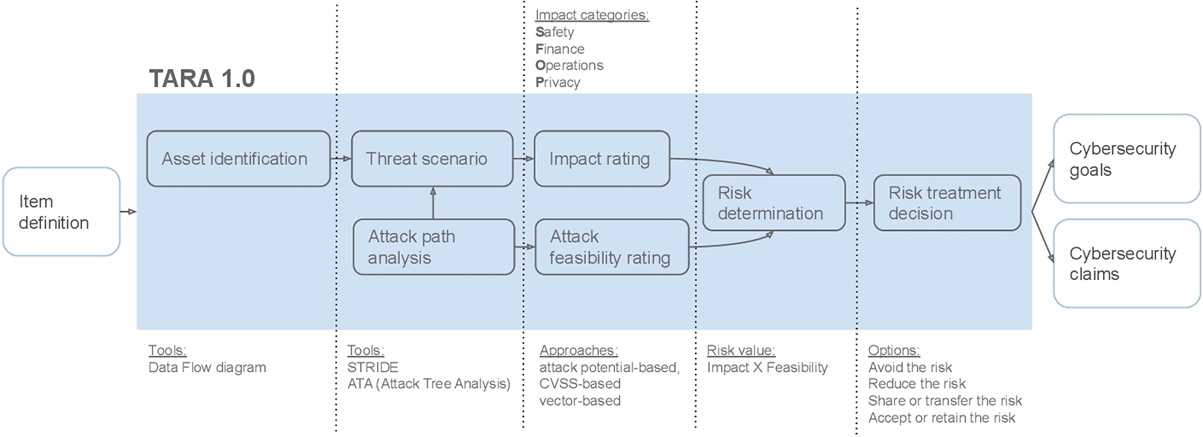 Impact categories:
Safety
Finance
Operations
Privacy
TARA 1.0
Item
definition
Asset identification
Threat scenario
Attack path
analysis
Impact rating
Attack
feasibility rating
Risk
determination
Risk treatment
decision
Cybersecurity
goals
Cybersecurity
claims
Tools:
Data Flow diagram
Tools:
STRIDE
ATA (Attack Tree Analysis)
Approaches:
attack potential-based,
CVSS-based
vector-based
Risk value:
Impact X Feasibility
Options:
Avoid the risk
Reduce the risk
Share or transfer the risk
Accept or retain the risk